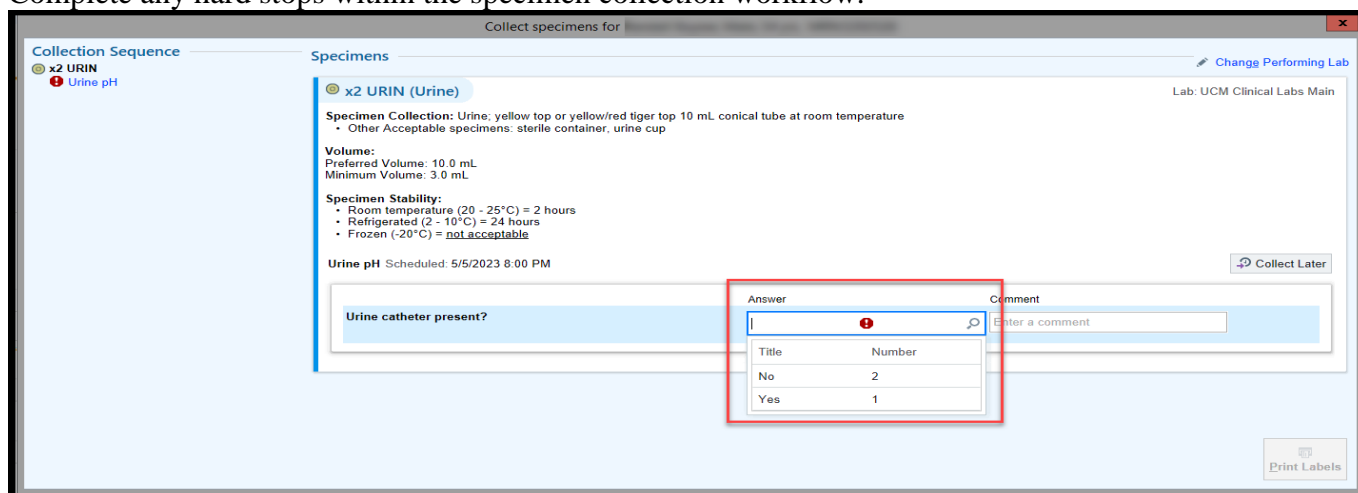 Complete any hard stops within the specimen collection workflow.
Collect specimens for
x
Collection Sequence
x2 URIN
Urine pH
Specimens
Change Performing Lab
x2 URIN (Urine)
Lab: UCM Clinical Labs Main
Specimen Collection: Urine; yellow top or yellow/red tiger top 10 mL conical tube at room temperature
• Other Acceptable specimens: sterile container, urine cup
Volume:
Preferred Volume: 10.0 mL
Minimum Volume: 3.0 mL
Specimen Stability:
• Room temperature (20 - 25°C) = 2 hours
• Refrigerated (2 - 10°C) = 24 hours
• Frozen (-20°C) = not acceptable
Urine pH Scheduled: 5/5/2023 8:00 PM
Collect Later
Answer Comment
Urine catheter present?
Enter a comment
Title Number
No 2
Yes 1
Print Labels